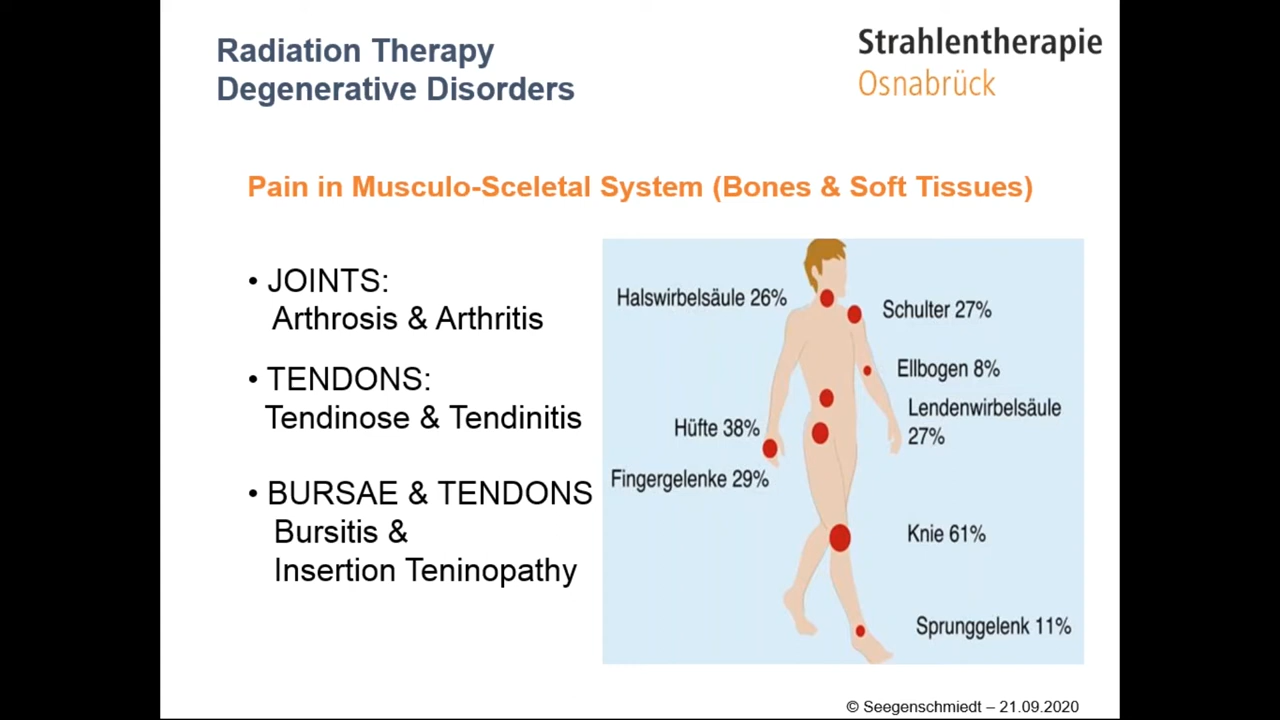 Radiation Therapy
Degenerative Disorders
Strahlentherapie
Osnabrück
Pain in Musculo-Sceletal System (Bones & Soft Tissues)
• JOINTS:
Arthrosis & Arthritis
• TENDONS:
Tendinose & Tendinitis
• BURSAE & TENDONS
Bursitis &
Insertion Teninopathy
Halswirbelsäule 26%
Schulter 27%
Ellbogen 8%
Lendenwirbelsäule
27%
Hüfte 38%
Fingergelenke 29%
Knie 61%
Sprunggelenk 11%
© Seegenschmiedt – 21.09.2020